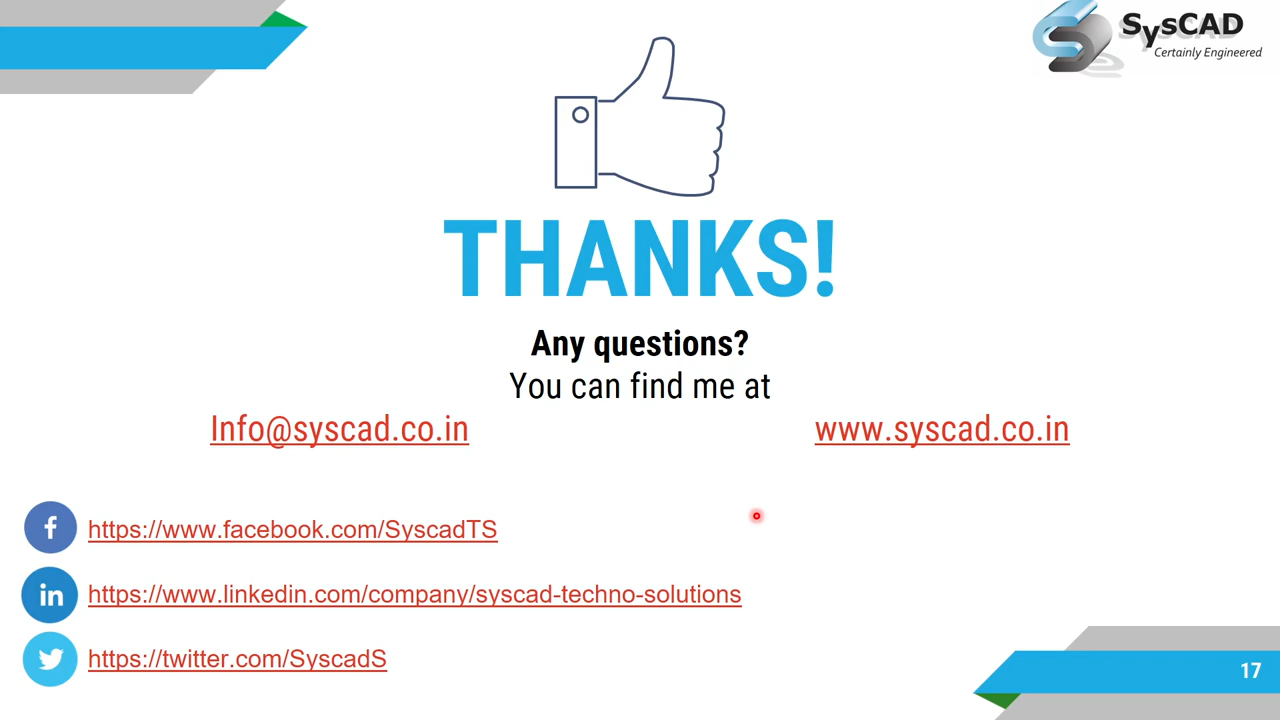 SysCAD
Certainly Engineered
THANKS!
Any questions?
You can find me at
Info@syscad.co.in
www.syscad.co.in
f
https://www.facebook.com/SyscadTS
in
https://www.linkedin.com/company/syscad-techno-solutions
https://twitter.com/SyscadS
17